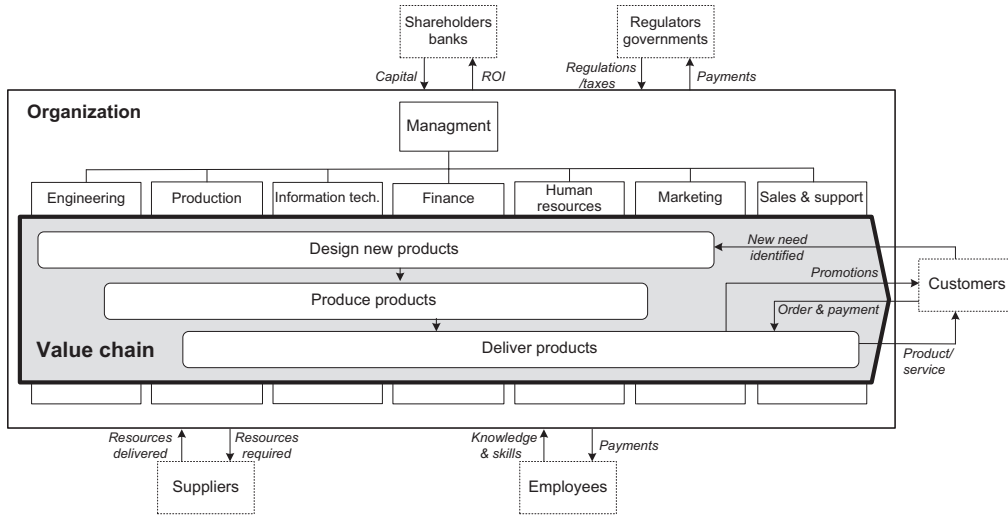 Shareholders
banks
Regulators
governments
Capital
ROI
Regulations
/taxes
Payments
Organization
Managment
Engineering
Production
Information tech.
Finance
Human
resources
Marketing
Sales & support
Design new products
New need
identified
Promotions
Customers
Produce products
Order & payment
Value chain
Deliver products
Product/
service
Resources
delivered
Resources
required
Knowledge
& skills
Payments
Suppliers
Employees